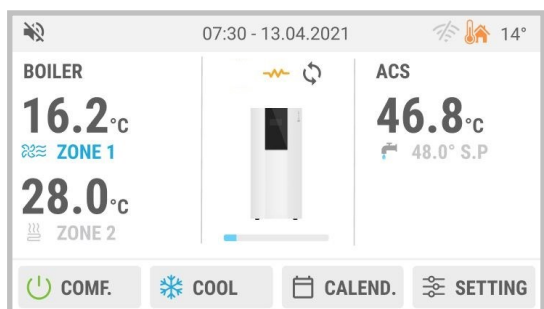 07:30 - 13.04.2021
14°
BOILER
16.2°C
ZONE 1
28.0°C
ZONE 2
ACS
46.8°C
48.0° S.P
COMF.
COOL
CALEND.
SETTING